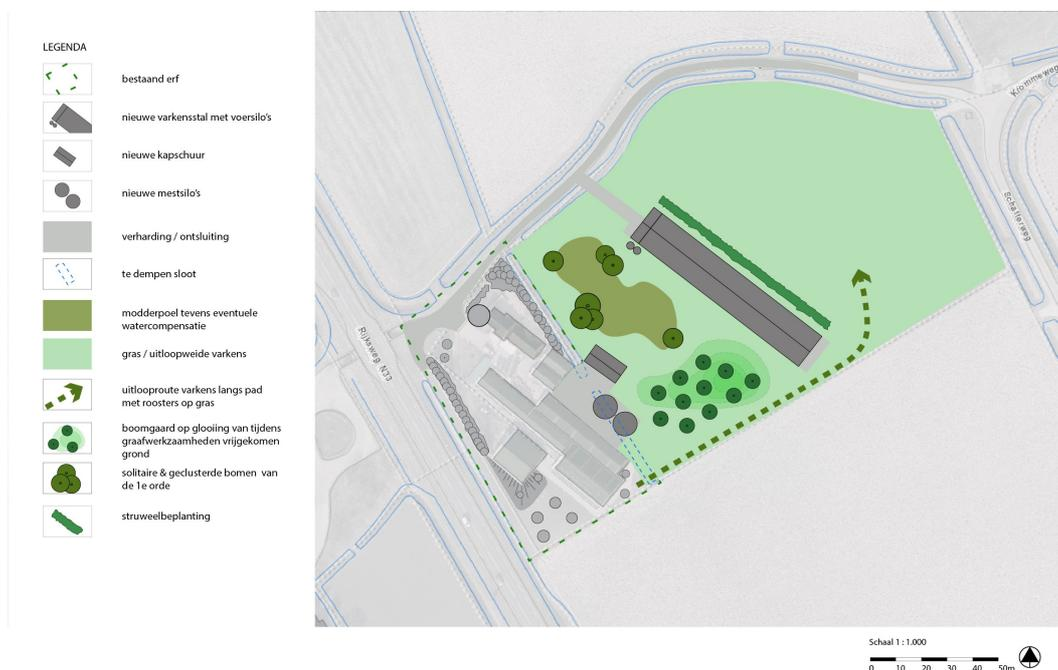 LEGENDA
bestaand erf
nieuwe varkensstal met voersilo's
nieuwe kapschuur
nieuwe mestsilo's
verharding / ontsluiting
te dempen sloot
modderpoel tevens eventuele
watercompensatie
gras / uitloopweide varkens
uitlooproute varkens langs pad
met roosters op gras
boomgaard op glooiing van tijdens
graafwerkzaamheden vrijgekomen
grond
solitaire & geclusterde bomen van
de 1e orde
struweelbeplanting
Krommeweg
Schafferweg
Rijksweg N33
Schaal 1 : 1.000
0 10 20 30 40 50m